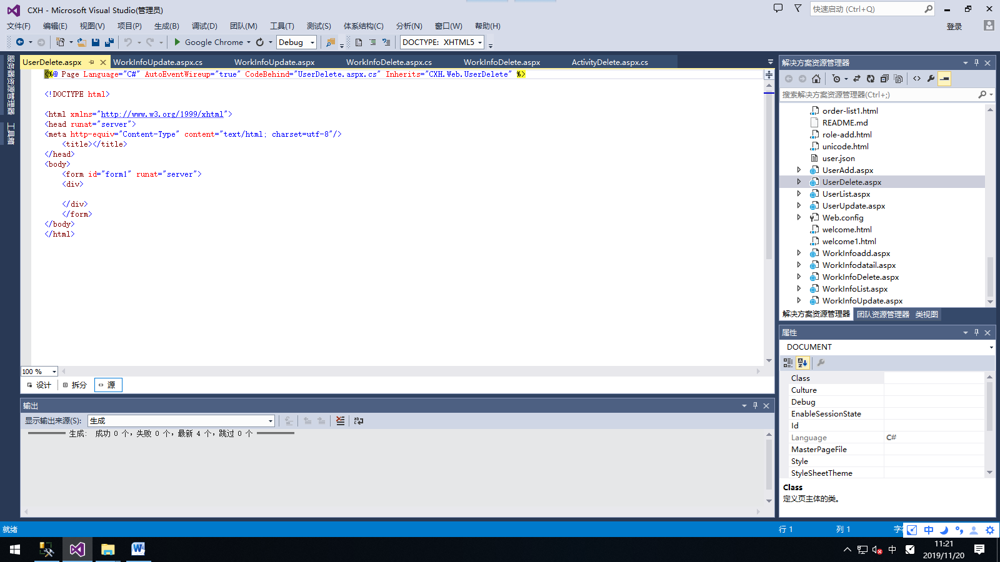 CXH - Microsoft Visual Studio(管理员)
快速启动 (Ctrl+Q)
文件(F) 编辑(E) 视图(V) 项目(P) 生成(B) 调试(D) 团队(M) 工具(T) 测试(S) 体系结构(C) 分析(N) 窗口(W) 帮助(H)
登录
Google Chrome Debug DOCTYPE: XHTML5
服务器资源管理器
工具箱
UserDelete.aspx WorkInfoUpdate.aspx.cs WorkInfoUpdate.aspx WorkInfoDelete.aspx.cs WorkInfoDelete.aspx ActivityDelete.aspx.cs
<%@ Page Language="C#" AutoEventWireup="true" CodeBehind="UserDelete.aspx.cs" Inherits="CXH.Web.UserDelete" %>
<!DOCTYPE html>
<html xmlns="http://www.w3.org/1999/xhtml">
<head runat="server">
<meta http-equiv="Content-Type" content="text/html; charset=utf-8"/>
<title></title>
</head>
<body>
<form id="form1" runat="server">
<div>
</div>
</form>
</body>
</html>
100 %
设计 拆分 源
输出
显示输出来源(S): 生成
========== 生成: 成功 0 个，失败 0 个，最新 4 个，跳过 0 个 ==========
解决方案资源管理器
搜索解决方案资源管理器(Ctrl+;)
order-list1.html
README.md
role-add.html
unicode.html
user.json
UserAdd.aspx
UserDelete.aspx
UserList.aspx
UserUpdate.aspx
Web.config
welcome.html
welcome1.html
WorkInfoadd.aspx
WorkInfodatail.aspx
WorkInfoDelete.aspx
WorkInfoList.aspx
WorkInfoUpdate.aspx
解决方案资源管理器 团队资源管理器 类视图
属性
DOCUMENT
Class
Culture
Debug
EnableSessionState
Id
Language C#
MasterPageFile
Style
StyleSheetTheme
Class
定义页主体的类。
就绪
行 1 列 1
中
中
11:21
2019/11/20